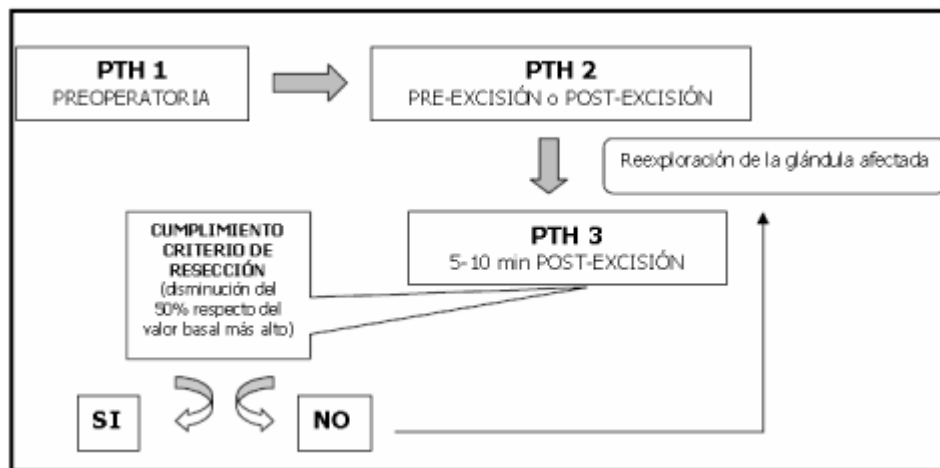 PTH 1
PREOPERATORIA
PTH 2
PRE-EXCISIÓN o POST-EXCISIÓN
Reexploración de la glándula afectada
PTH 3
5-10 min POST-EXCISIÓN
CUMPLIMIENTO
CRITERIO DE
RESECCIÓN
(disminución del
50% respecto del
valor basal más alto)
SI
NO